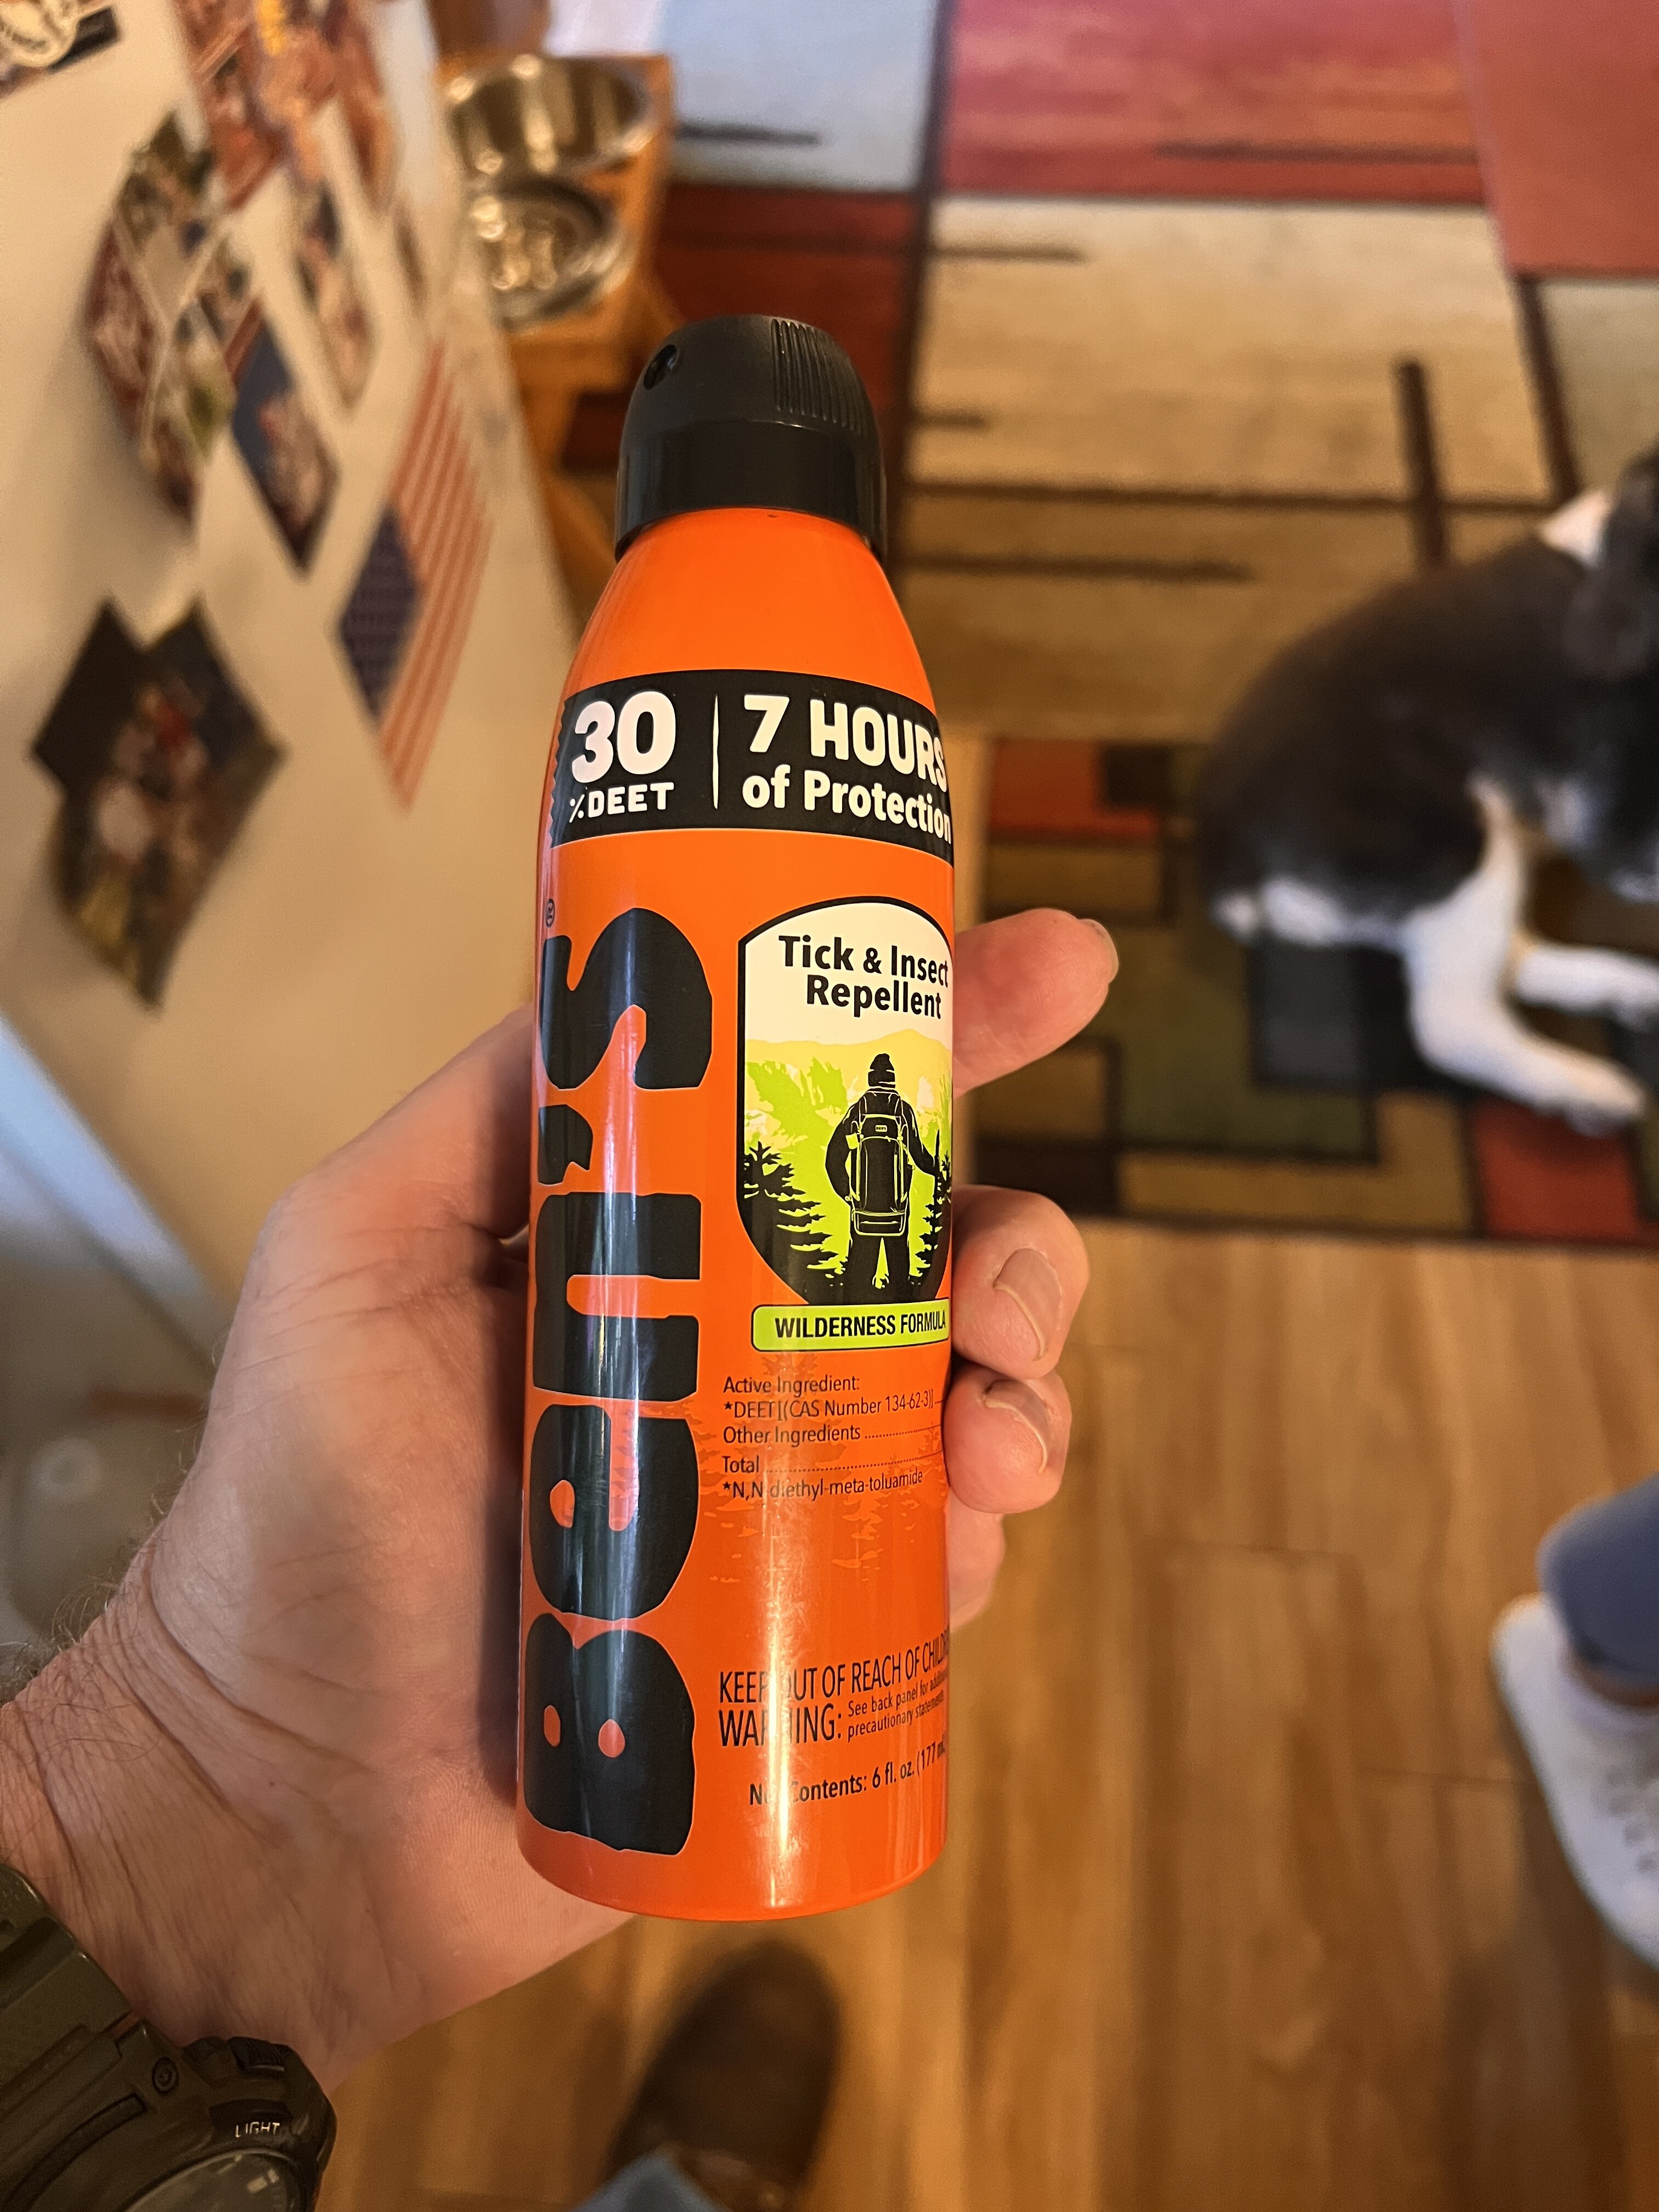 30
%DEET
7 HOURS
of Protection
Ben's®
Tick & Insect
Repellent
WILDERNESS FORMULA
Active Ingredient:
*DEET [(CAS Number 134-62-3)]
Other Ingredients ..............
Total ..............................
*N,N-diethyl-meta-toluamide
KEEP OUT OF REACH OF CHILDREN
WARNING: See back panel for additional
precautionary statements
Net Contents: 6 fl. oz. (177 mL)
LIGHT